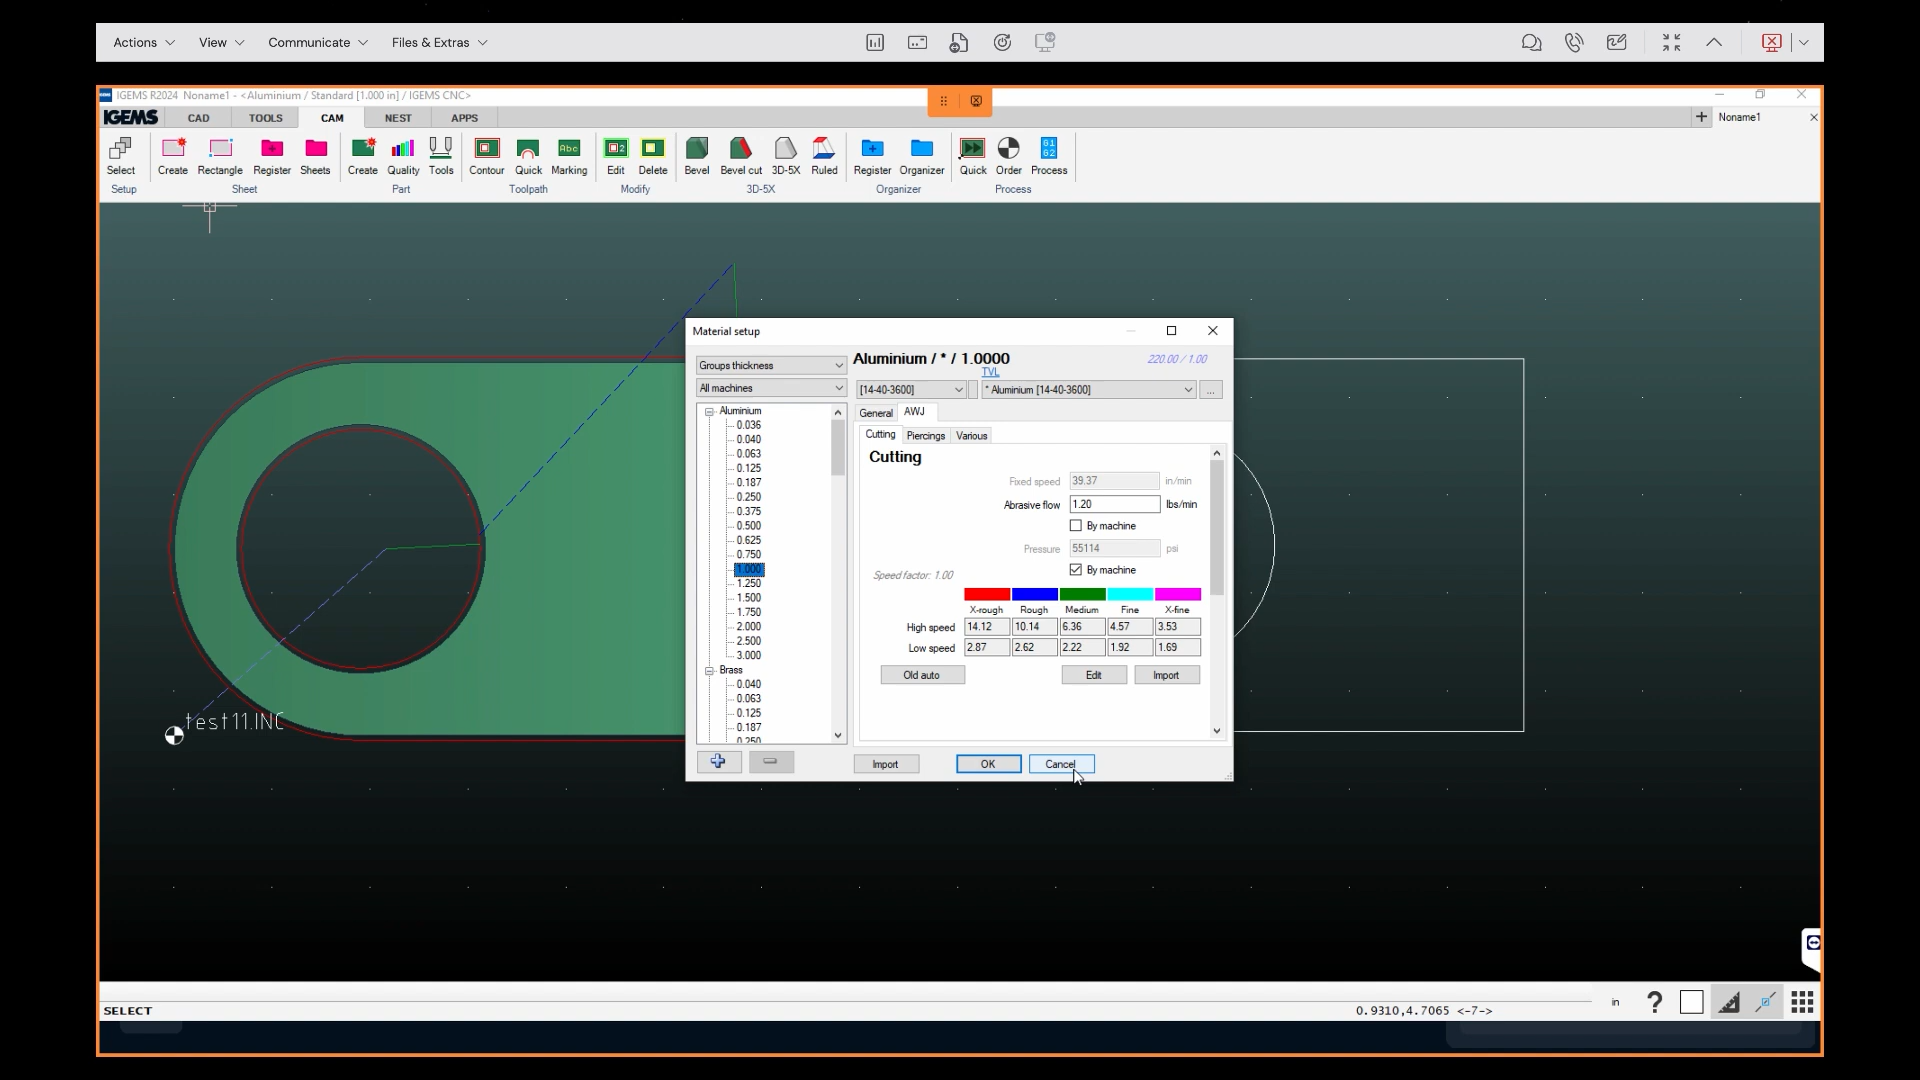 Actions View Communicate Files & Extras
IGEMS R2024 Noname1 - <Aluminium / Standard [1.000 in] / IGEMS CNC>
IGEMS CAD TOOLS CAM NEST APPS + Noname1
Select Create Rectangle Register Sheets Create Quality Tools Contour Quick Marking Edit Delete Bevel Bevel cut 3D-5X Ruled Register Organizer Quick Order Process
Setup Sheet Part Toolpath Modify 3D-5X Organizer Process
Material setup
Groups thickness
All machines
Aluminium
0.036
0.040
0.063
0.125
0.187
0.250
0.375
0.500
0.625
0.750
1.000
1.250
1.500
1.750
2.000
2.500
3.000
Brass
0.040
0.063
0.125
0.187
0.250
Aluminium / * / 1.0000 220.00 / 1.00
TVL
[14-40-3600] * Aluminium [14-40-3600] ...
General AWJ
Cutting Piercings Various
Cutting
Fixed speed 39.37 in/min
Abrasive flow 1.20 lbs/min
By machine
Pressure 55114 psi
By machine
Speed factor: 1.00
X-rough Rough Medium Fine X-fine
High speed 14.12 10.14 6.36 4.57 3.53
Low speed 2.87 2.62 2.22 1.92 1.69
Old auto Edit Import
Import OK Cancel
test11.INC
SELECT
0.9310,4.7065 <-7->
in ?